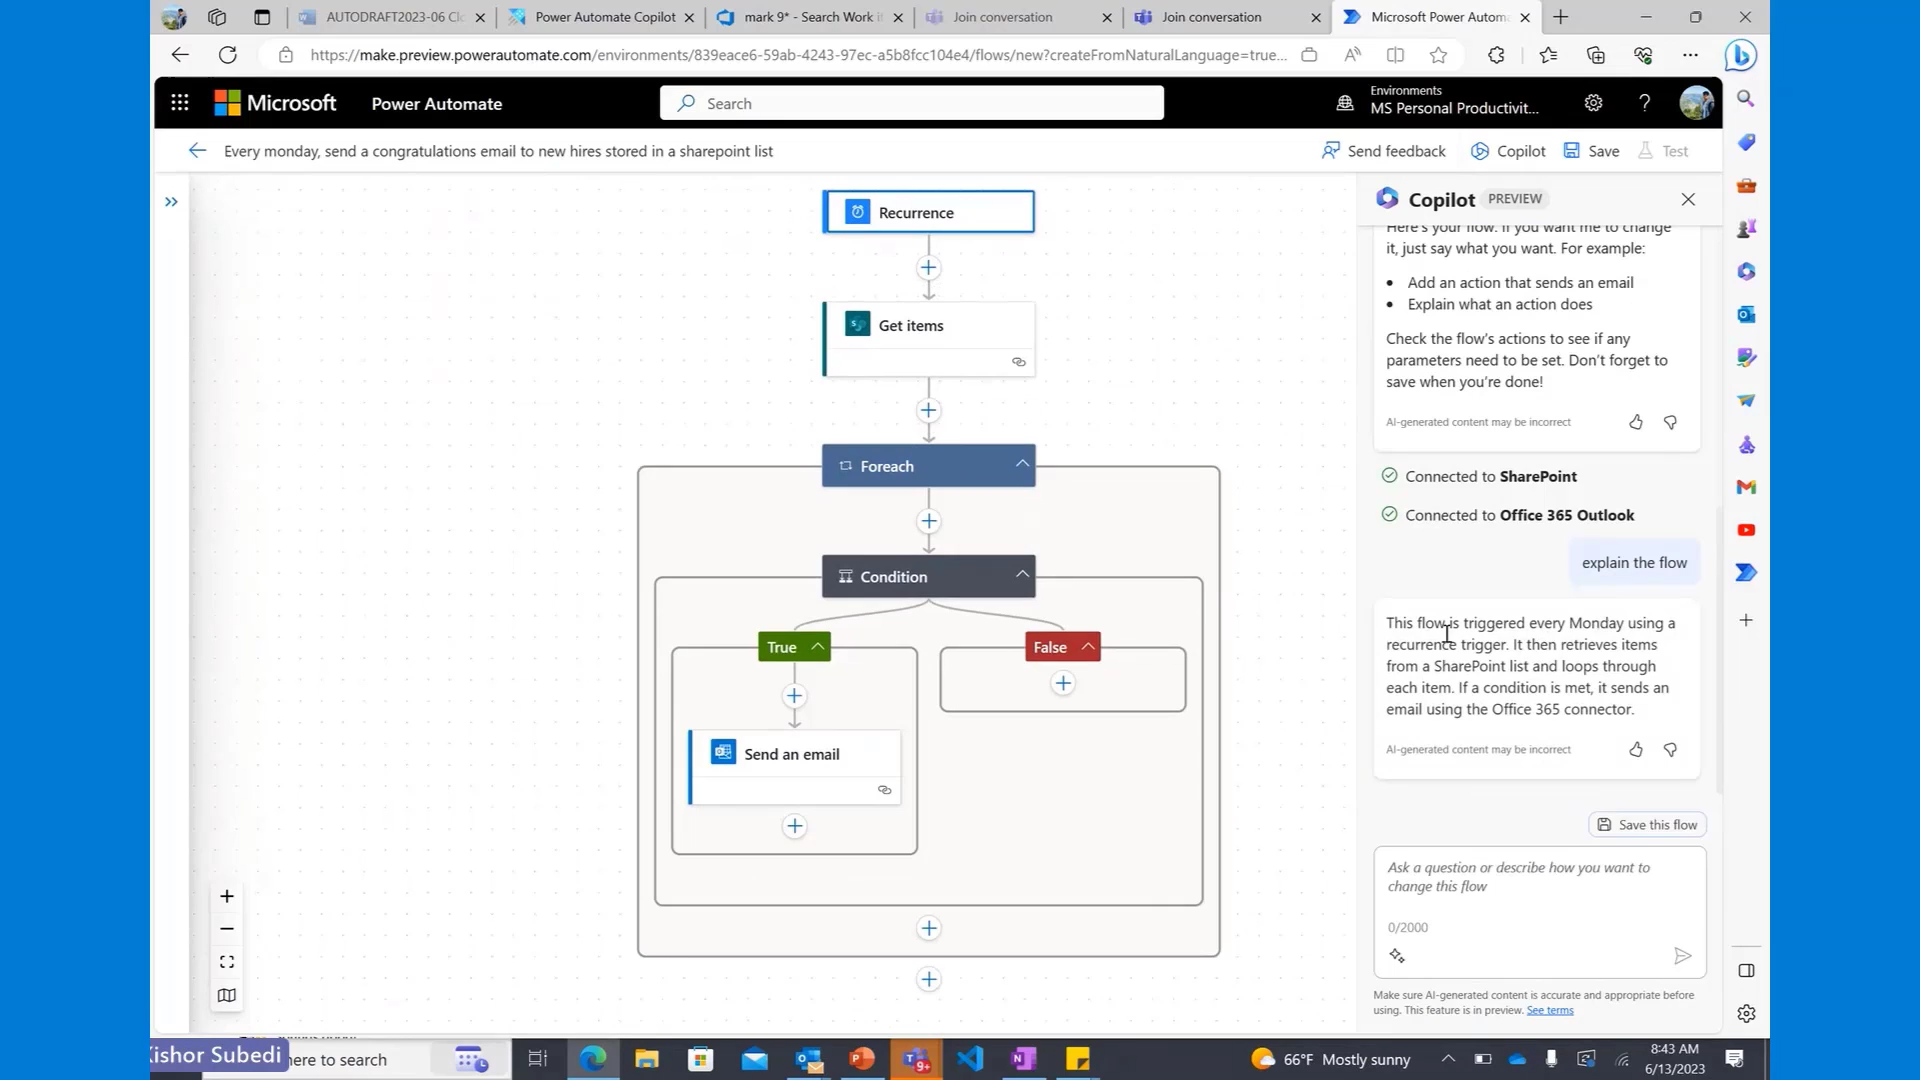 AUTODRAFT2023-06 Clo
Power Automate Copilot
mark 9* - Search Work i
Join conversation
Join conversation
Microsoft Power Autom
https://make.preview.powerautomate.com/environments/839eace6-59ab-4243-97ec-a5b8fcc104e4/flows/new?createFromNaturalLanguage=true...
Microsoft
Power Automate
Search
Environments
MS Personal Productivit...
Every monday, send a congratulations email to new hires stored in a sharepoint list
Send feedback
Copilot
Save
Test
Recurrence
Get items
Foreach
Condition
True
False
Send an email
Copilot PREVIEW
Here's your flow. If you want me to change
it, just say what you want. For example:
• Add an action that sends an email
• Explain what an action does
Check the flow's actions to see if any
parameters need to be set. Don't forget to
save when you're done!
AI-generated content may be incorrect
Connected to SharePoint
Connected to Office 365 Outlook
explain the flow
This flow is triggered every Monday using a
recurrence trigger. It then retrieves items
from a SharePoint list and loops through
each item. If a condition is met, it sends an
email using the Office 365 connector.
AI-generated content may be incorrect
Save this flow
Ask a question or describe how you want to
change this flow
0/2000
Make sure AI-generated content is accurate and appropriate before
using. This feature is in preview. See terms
Kishor Subedi
here to search
9+
66°F Mostly sunny
8:43 AM
6/13/2023